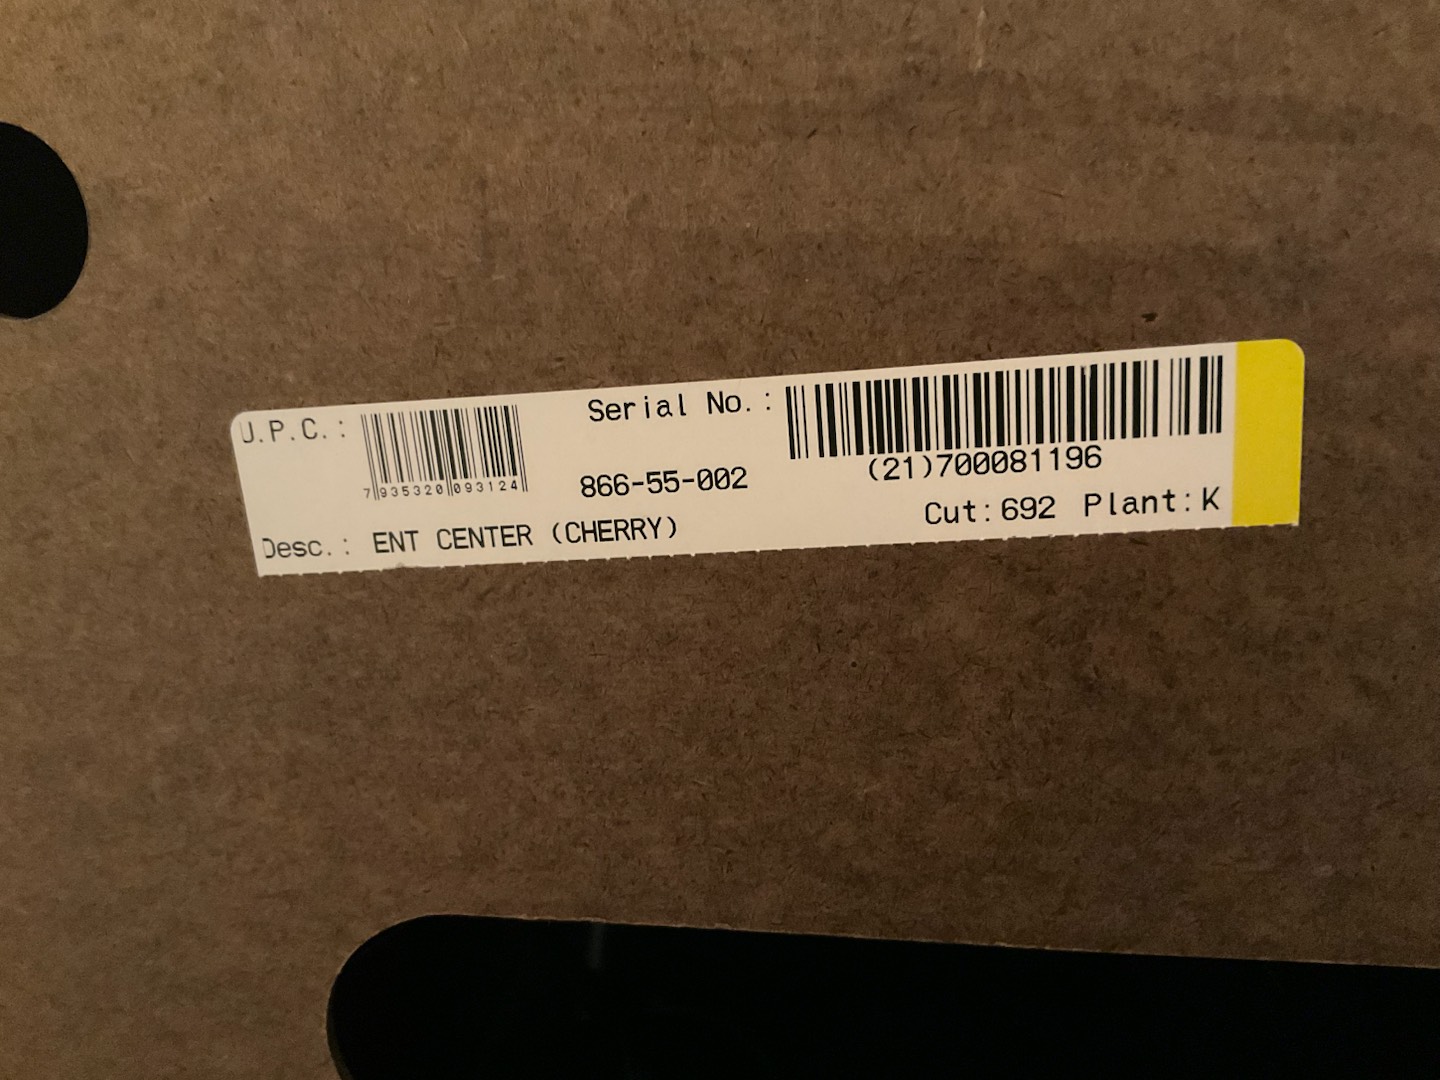 U.P.C.:
7 935320 093124
Serial No.:
866-55-002
(21)700081196
Desc.: ENT CENTER (CHERRY)
Cut:692 Plant:K